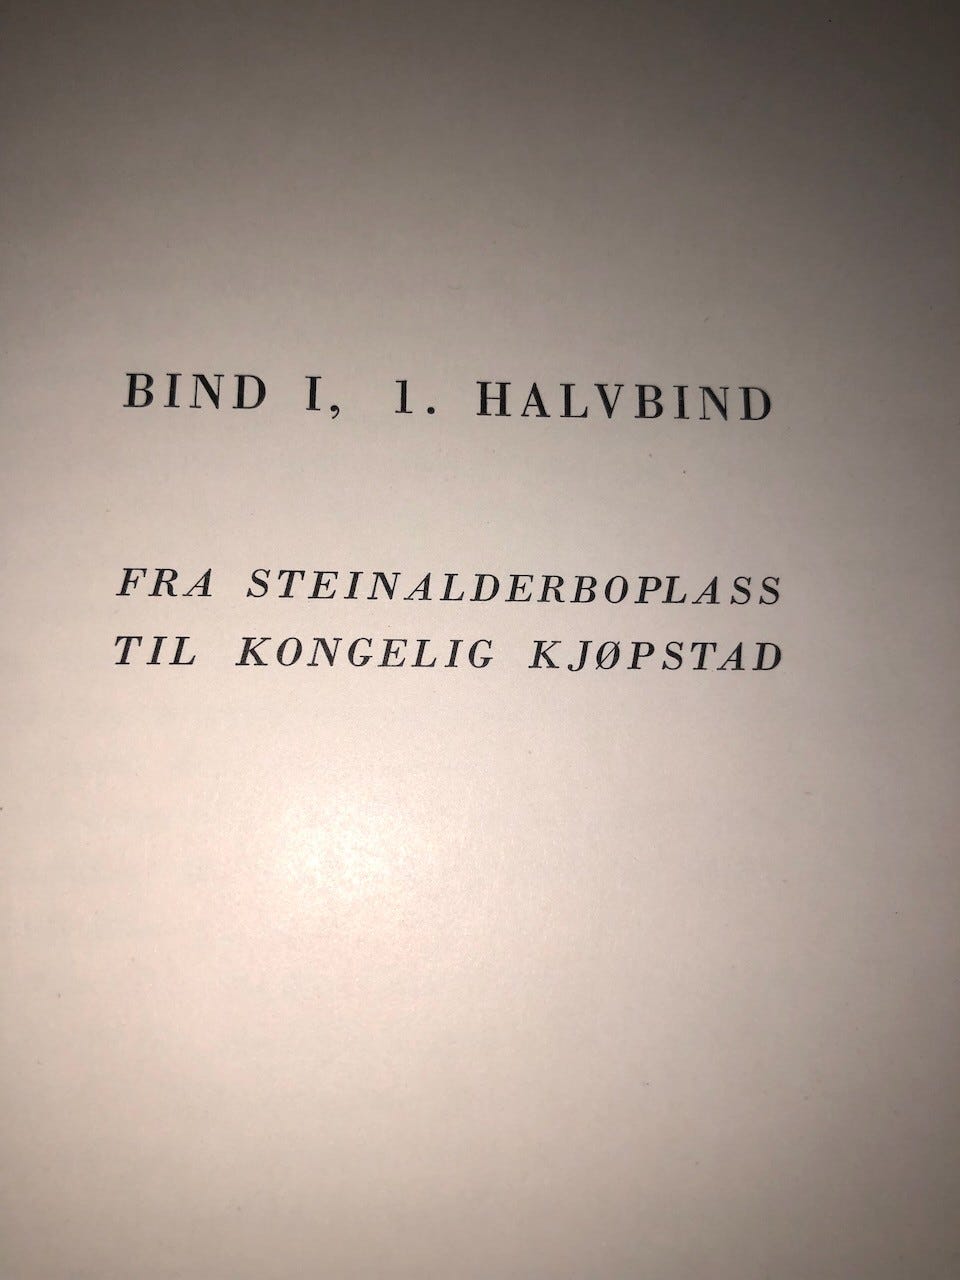 BIND I, 1. HALVBIND
FRA STEINALDERBOPLASS
TIL KONGELIG KJØPSTAD